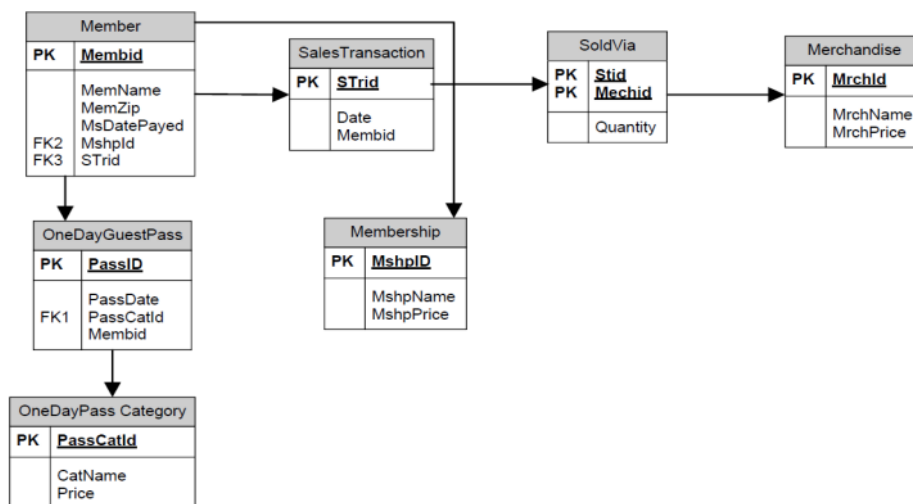 Member
PK Membid
MemName
MemZip
MsDatePayed
FK2 MshpId
FK3 STrid
SalesTransaction
PK STrid
Date
Membid
SoldVia
PK Stid
PK Mechid
Quantity
Merchandise
PK MrchId
MrchName
MrchPrice
OneDayGuestPass
PK PassID
PassDate
FK1 PassCatId
Membid
Membership
PK MshpID
MshpName
MshpPrice
OneDayPass Category
PK PassCatId
CatName
Price